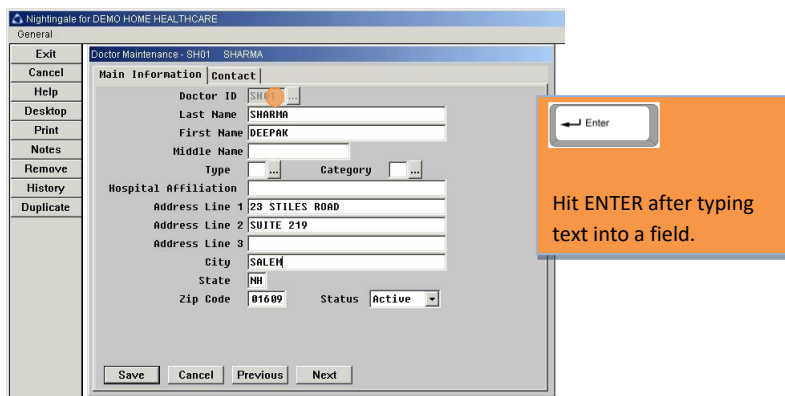 Nightingale for DEMO HOME HEALTHCARE
General
Exit
Cancel
Help
Desktop
Print
Notes
Remove
History
Duplicate
Doctor Maintenance - SH01 SHARMA
Main Information Contact
Doctor ID SH01 ...
Last Name SHARMA
First Name DEEPAK
Middle Name
Type ... Category ...
Hospital Affiliation
Address Line 1 23 STILES ROAD
Address Line 2 SUITE 219
Address Line 3
City SALEM
State NH
Zip Code 01609 Status Active
Save Cancel Previous Next
Enter
Hit ENTER after typing
text into a field.